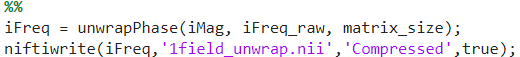 %%
iFreq = unwrapPhase(iMag, iFreq_raw, matrix_size);
niftiwrite(iFreq,'1field_unwrap.nii','Compressed',true);